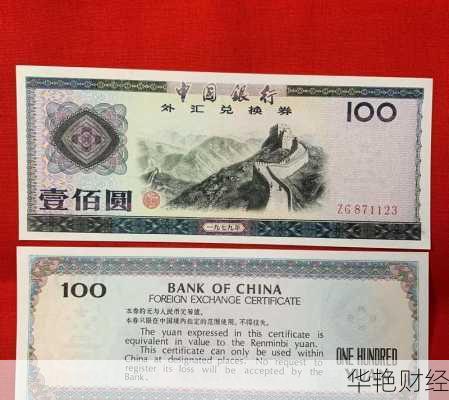 中国银行
外汇兑换券
100
壹佰圆
ZG871123
一九七九年
100
BANK OF CHINA
FOREIGN EXCHANGE CERTIFICATE
本券的元与人民币元等值。
本券只限在中国境内指定的范围使用,不得挂失。
The yuan expressed in this certificate is
equivalent in value to the Renminbi yuan.
This certificate can only be used within
China at designated places. No request to
register its loss will be accepted by the
Bank.
ONE HUNDRED
华艳财经